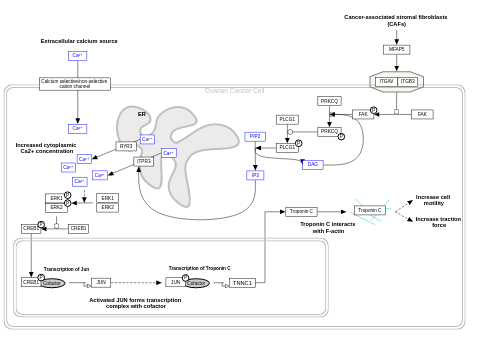 Cancer-associated stromal fibroblasts
(CAFs)
MFAP5
ITGAV
ITGB3
Extracellular calcium source
Ca²⁺
Calcium selective/non-selective
cation channel
Ca²⁺
Ovarian Cancer Cell
ER
PRKCQ
PLCG1
PRKCQ
P
FAK
P
FAK
PIP2
PLCG1
P
DAG
IP3
RYR3
Ca²⁺
ITPR3
Ca²⁺
Increased cytoplasmic
Ca2+ concentration
Ca²⁺
Ca²⁺
Ca²⁺
Ca²⁺
ERK1
P
ERK2
P
ERK1
ERK2
CREB1
P
CREB1
Troponin C
Troponin C
Troponin C interacts
with F-actin
Increase cell
motility
Increase traction
force
Transcription of Jun
CREB1
P
Cofactor
JUN
Transcription of Troponin C
JUN
P
Cofactor
TNNC1
Activated JUN forms transcription
complex with cofactor